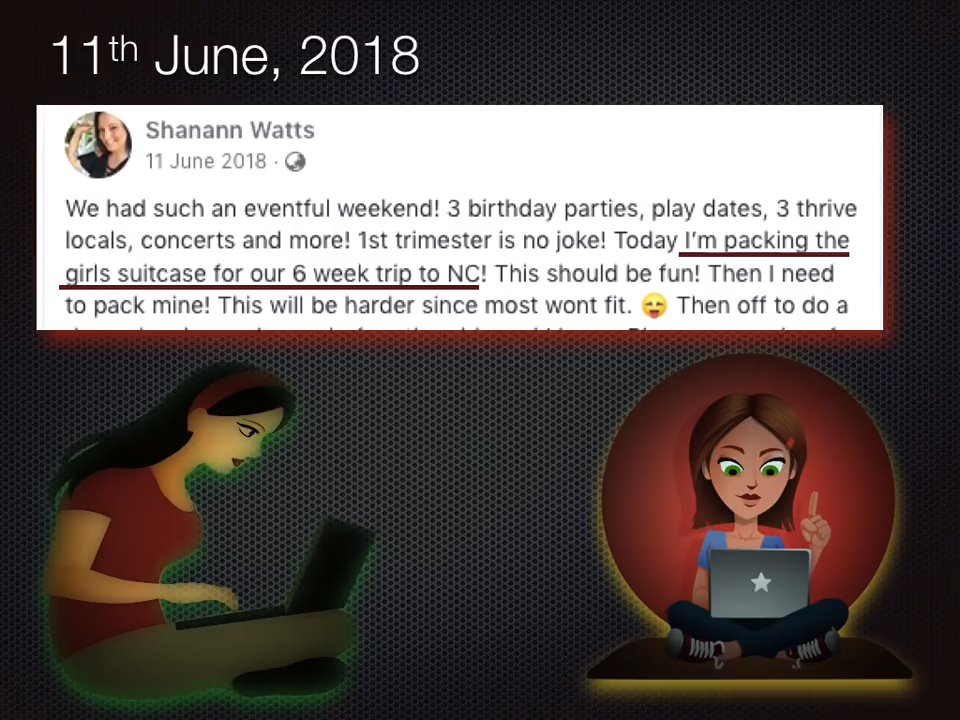 11th June, 2018
Shanann Watts
11 June 2018 ·
We had such an eventful weekend! 3 birthday parties, play dates, 3 thrive
locals, concerts and more! 1st trimester is no joke! Today I'm packing the
girls suitcase for our 6 week trip to NC! This should be fun! Then I need
to pack mine! This will be harder since most wont fit. 😝 Then off to do a